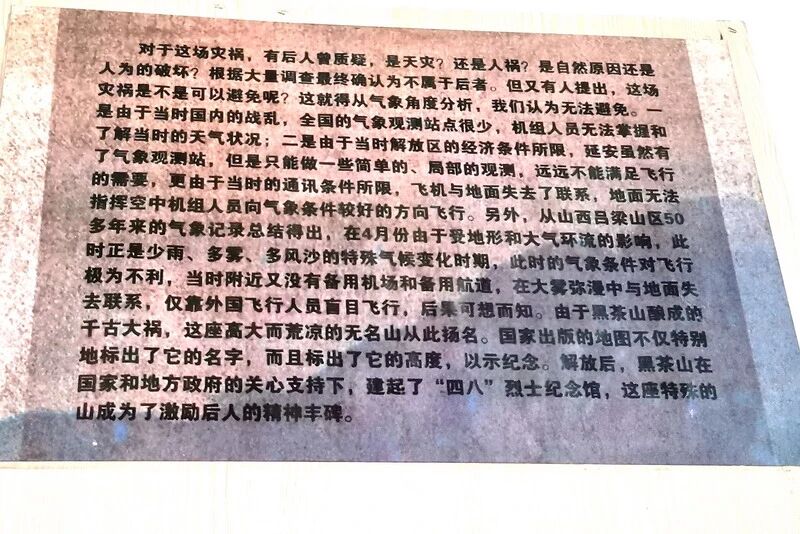 对于这场灾祸，有后人曾质疑，是天灾？还是人祸？是自然原因还是
人为的破坏？根据大量调查最终确认为不属于后者。但又有人提出，这场
灾祸是不是可以避免呢？这就得从气象角度分析，我们认为无法避免。一
是由于当时国内的战乱，全国的气象观测站点很少，机组人员无法掌握和
了解当时的天气状况；二是由于当时解放区的经济条件所限，延安虽然有
了气象观测站，但是只能做一些简单的、局部的观测，远远不能满足飞行
的需要，更由于当时的通讯条件所限，飞机与地面失去了联系，地面无法
指挥空中机组人员向气象条件较好的方向飞行。另外，从山西吕梁山区50
多年来的气象记录总结得出，在4月份由于受地形和大气环流的影响，此
时正是少雨、多雾、多风沙的特殊气候变化时期，此时的气象条件对飞行
极为不利，当时附近又没有备用机场和备用航道，在大雾弥漫中与地面失
去联系，仅靠外国飞行人员盲目飞行，后果可想而知。由于黑茶山酿成的
千古大祸，这座高大而荒凉的无名山从此扬名。国家出版的地图不仅特别
地标出了它的名字，而且标出了它的高度，以示纪念。解放后，黑茶山在
国家和地方政府的关心支持下，建起了“四八”烈士纪念馆，这座特殊的
山成为了激励后人的精神丰碑。